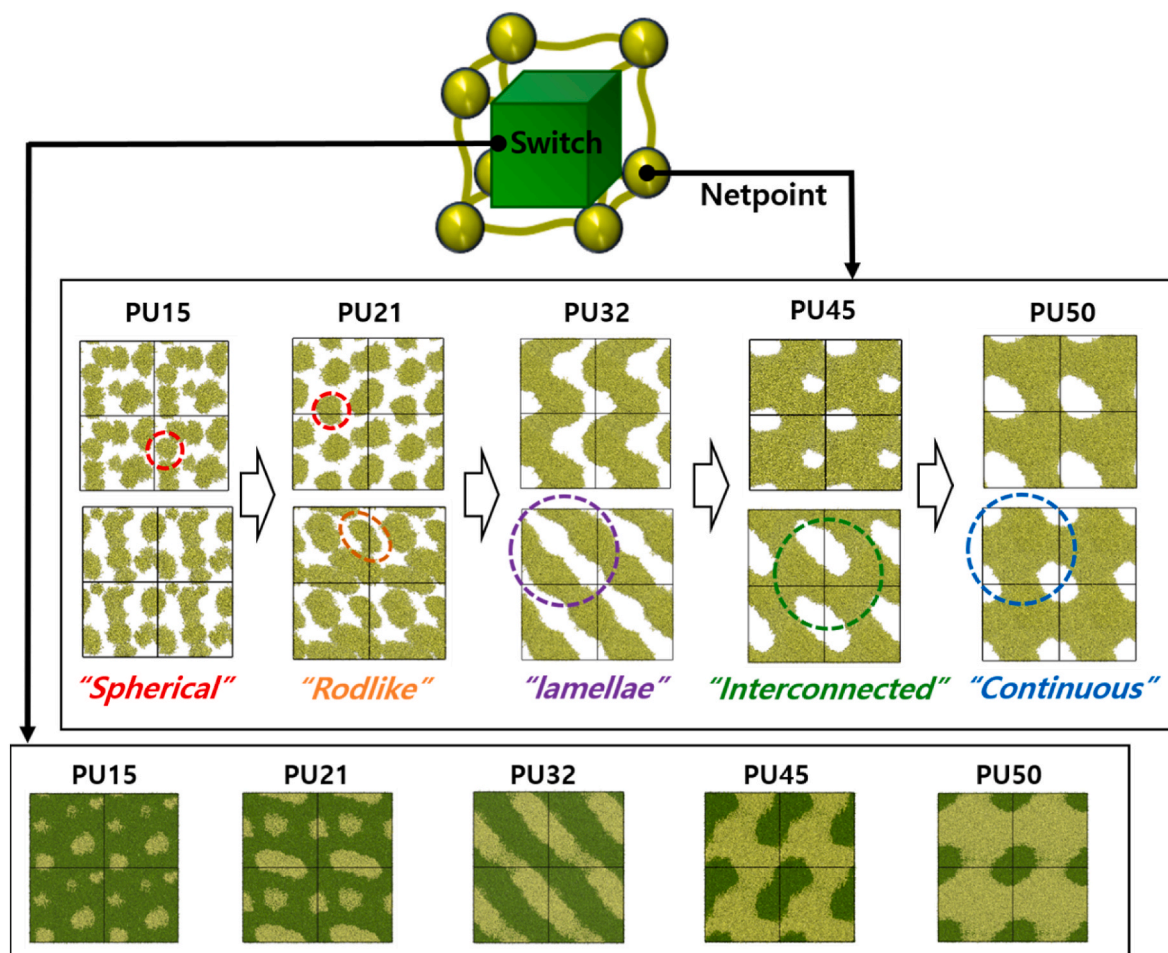 Switch
Netpoint
PU15 PU21 PU32 PU45 PU50
“Spherical” “Rodlike” “lamellae” “Interconnected” “Continuous”
PU15 PU21 PU32 PU45 PU50